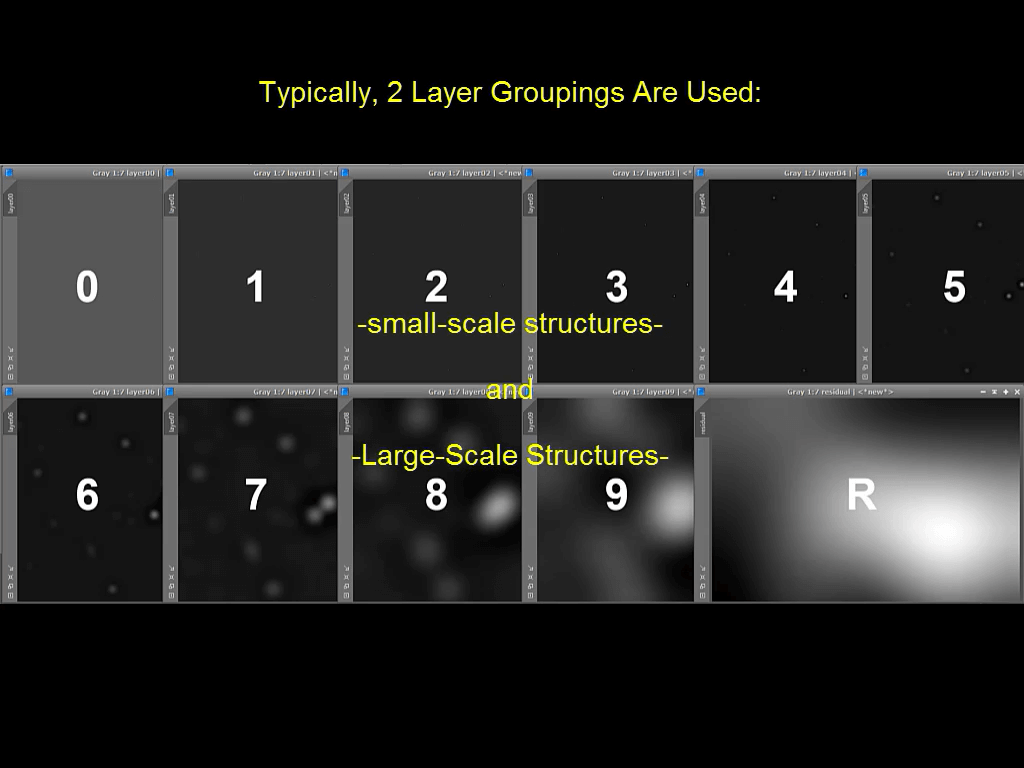 Typically, 2 Layer Groupings Are Used:
Gray 1:7 layer00 |
Gray 1:7 layer01 | <*n
Gray 1:7 layer02 | <*new
Gray 1:7 layer03 | <*
Gray 1:7 layer04 |
Gray 1:7 layer05 | <
layer00
layer01
layer02
layer03
layer04
layer05
0
1
2
3
4
5
-small-scale structures-
and
Gray 1:7 layer06 |
Gray 1:7 layer07 | <*n
Gray 1:7 layer08
Gray 1:7 layer09 | <*
Gray 1:7 residual | <*new*>
layer06
layer07
layer08
layer09
residual
-Large-Scale Structures-
6
7
8
9
R